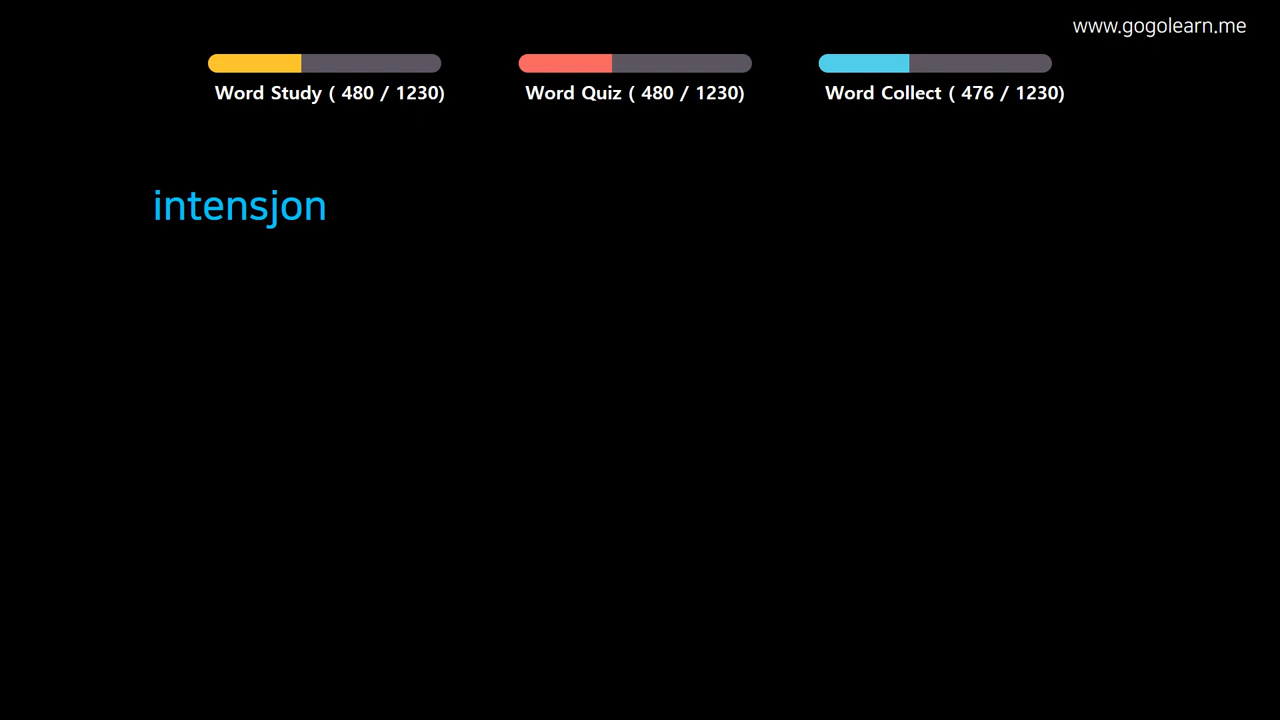 www.gogolearn.me
Word Study ( 480 / 1230)
Word Quiz ( 480 / 1230)
Word Collect ( 476 / 1230)
intensjon